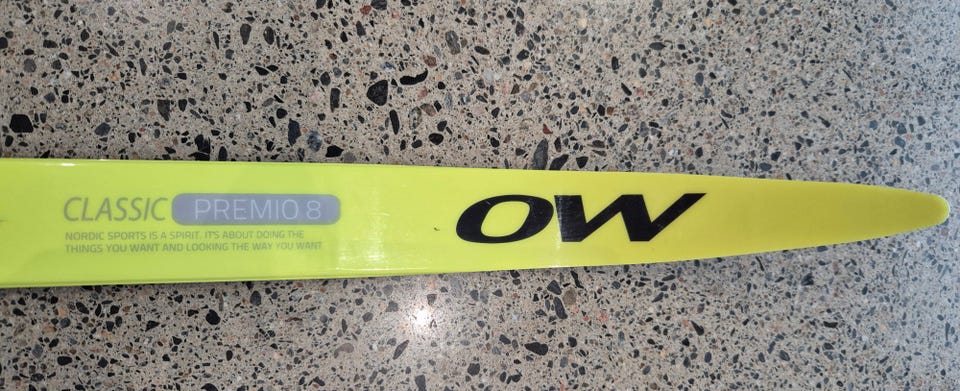 CLASSIC PREMIO 8
NORDIC SPORTS IS A SPIRIT. IT'S ABOUT DOING THE
THINGS YOU WANT AND LOOKING THE WAY YOU WANT
OW